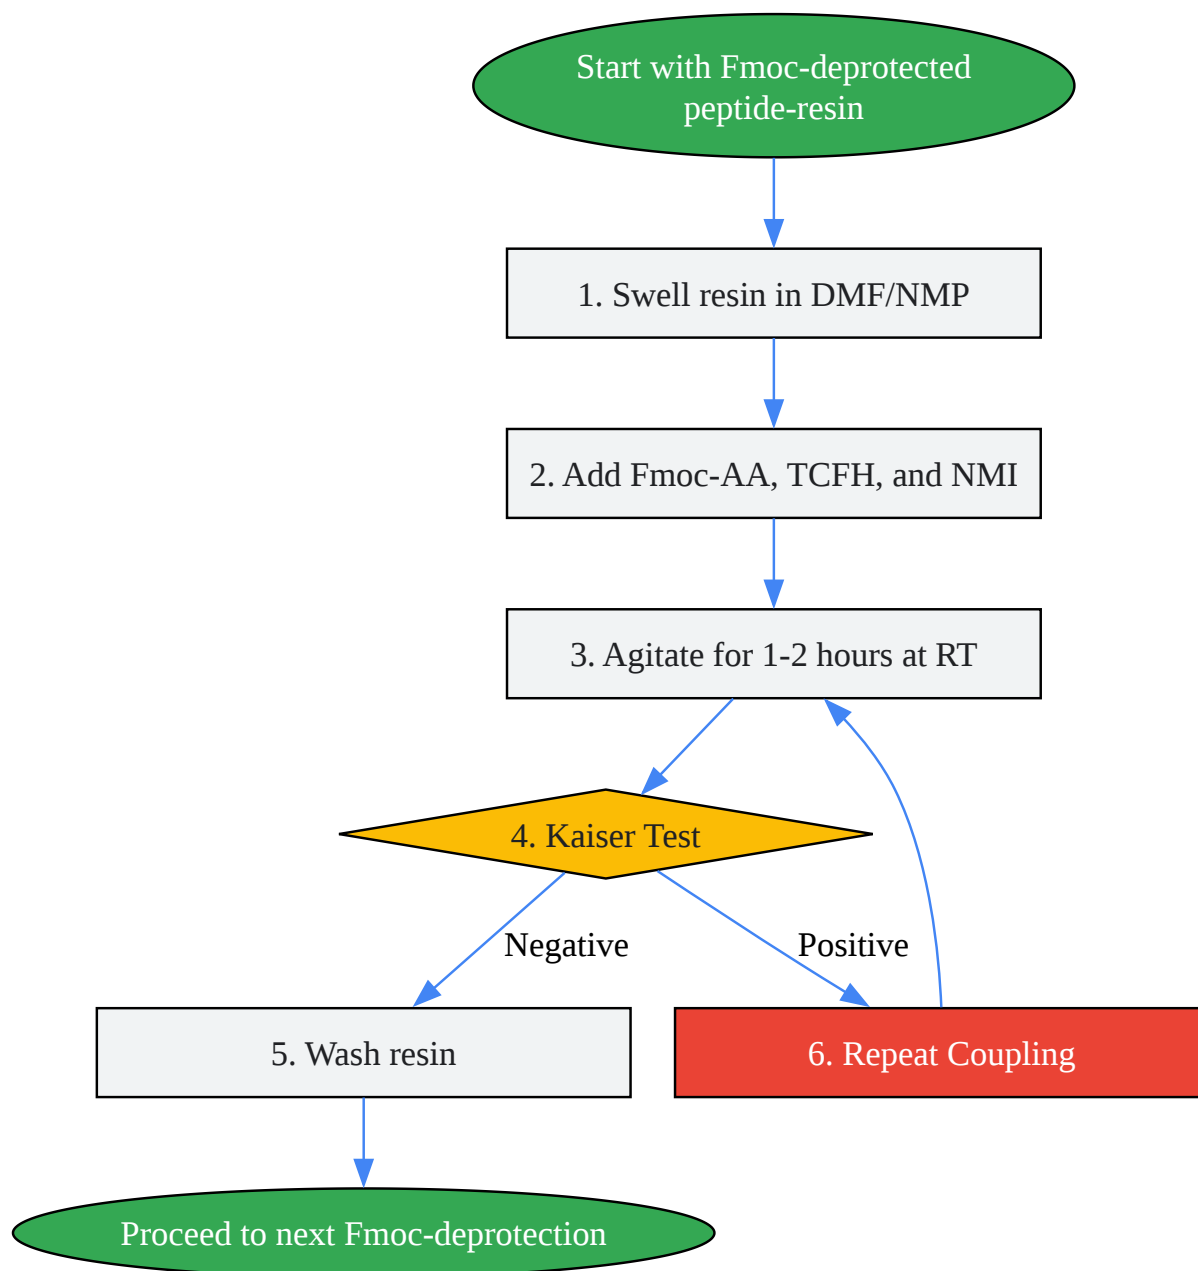 Start with Fmoc-deprotected
peptide-resin
1. Swell resin in DMF/NMP
2. Add Fmoc-AA, TCFH, and NMI
3. Agitate for 1-2 hours at RT
4. Kaiser Test
Negative
Positive
5. Wash resin
6. Repeat Coupling
Proceed to next Fmoc-deprotection